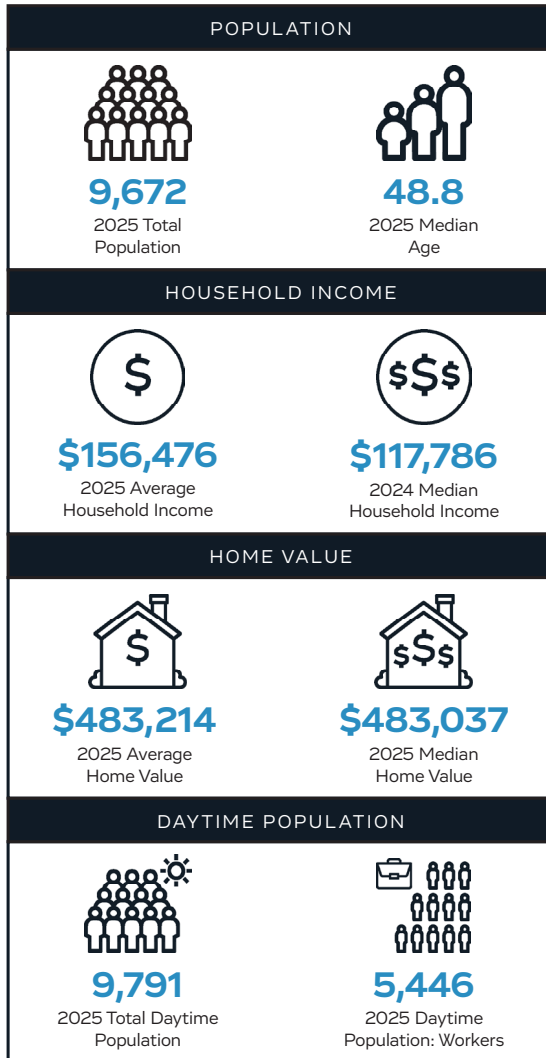 POPULATION
9,672
2025 Total
Population
48.8
2025 Median
Age
HOUSEHOLD INCOME
$
$156,476
2025 Average
Household Income
$$$
$117,786
2024 Median
Household Income
HOME VALUE
$
$483,214
2025 Average
Home Value
$$$
$483,037
2025 Median
Home Value
DAYTIME POPULATION
9,791
2025 Total Daytime
Population
5,446
2025 Daytime
Population: Workers